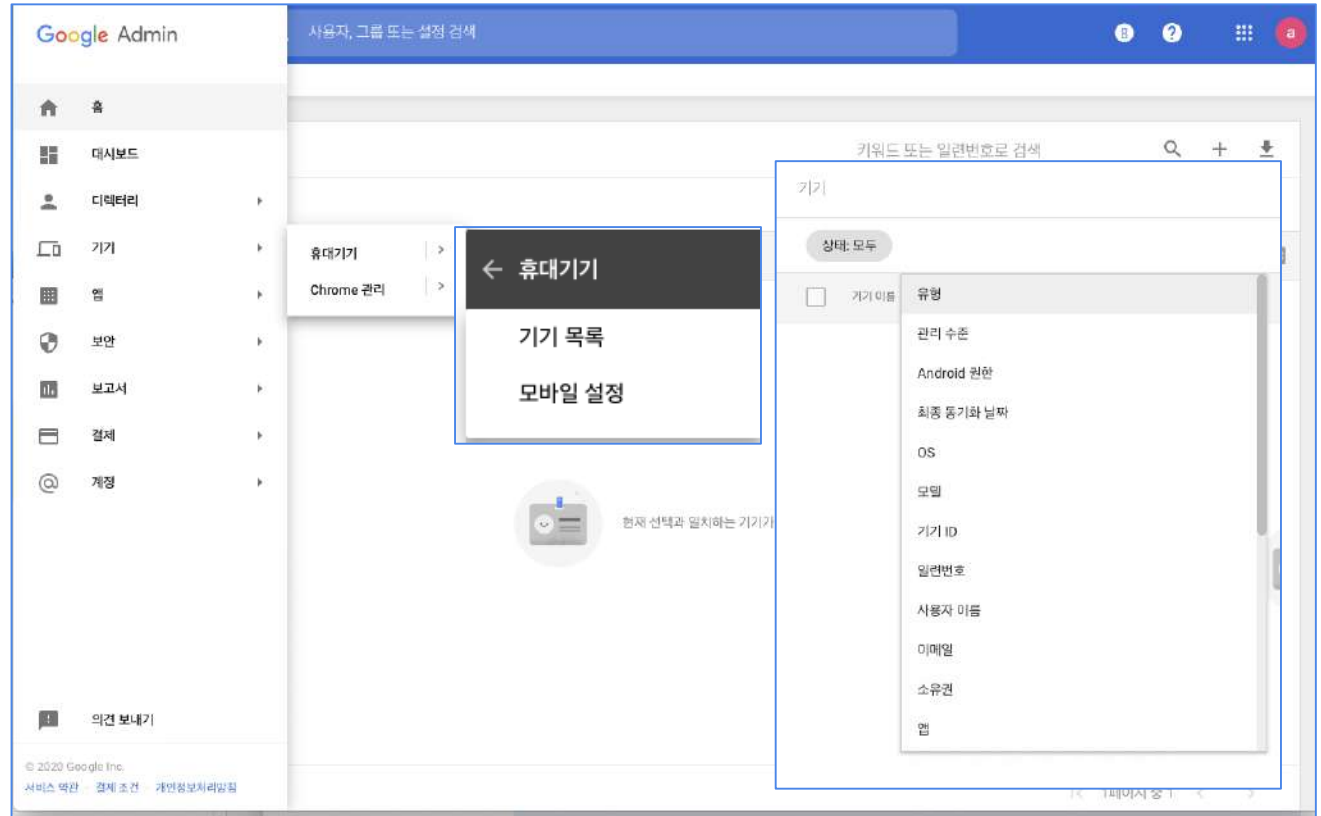 Google Admin
사용자, 그룹 또는 설정 검색
a
홈
대시보드
디렉터리
기기
앱
보안
보고서
결제
계정
의견 보내기
© 2020 Google Inc.
서비스 약관 - 결제 조건 - 개인정보처리방침
휴대기기
Chrome 관리
휴대기기
기기 목록
모바일 설정
키워드 또는 일련번호로 검색
현재 선택과 일치하는 기기가
기기
상태: 모두
기기 이름
유형
관리 수준
Android 권한
최종 동기화 날짜
OS
모델
기기 ID
일련번호
사용자 이름
이메일
소유권
앱
1페이지 중 1